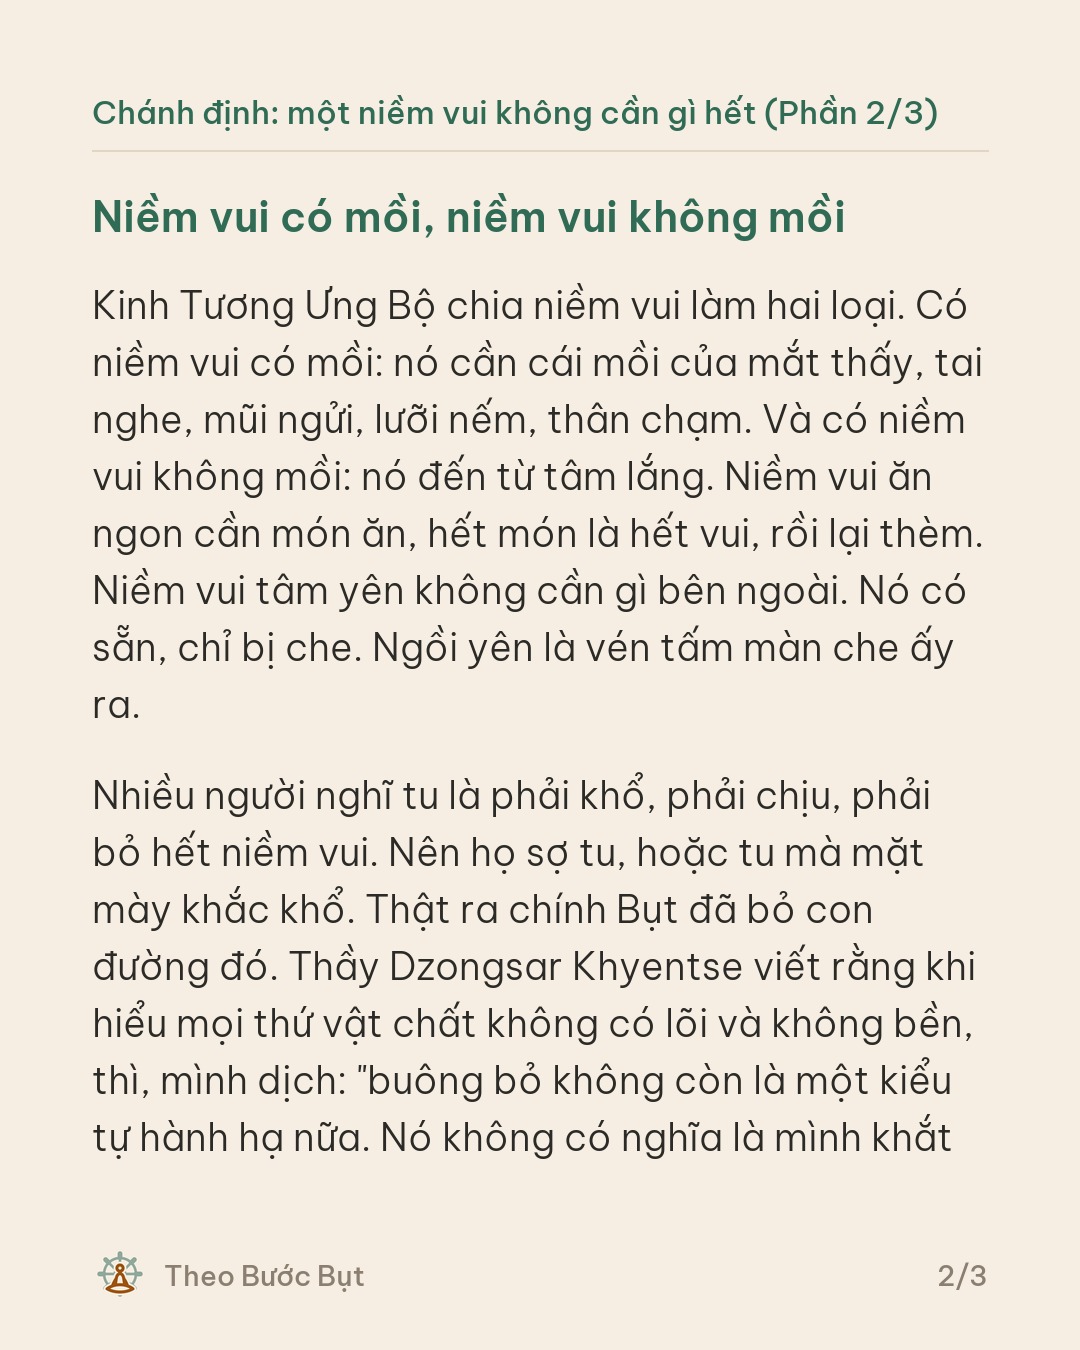 Chánh định: một niềm vui không cần gì hết (Phần 2/3)
Niềm vui có mồi, niềm vui không mồi
Kinh Tương Ưng Bộ chia niềm vui làm hai loại. Có
niềm vui có mồi: nó cần cái mồi của mắt thấy, tai
nghe, mũi ngửi, lưỡi nếm, thân chạm. Và có niềm
vui không mồi: nó đến từ tâm lắng. Niềm vui ăn
ngon cần món ăn, hết món là hết vui, rồi lại thèm.
Niềm vui tâm yên không cần gì bên ngoài. Nó có
sẵn, chỉ bị che. Ngồi yên là vén tấm màn che ấy
ra.
Nhiều người nghĩ tu là phải khổ, phải chịu, phải
bỏ hết niềm vui. Nên họ sợ tu, hoặc tu mà mặt
mày khắc khổ. Thật ra chính Bụt đã bỏ con
đường đó. Thầy Dzongsar Khyentse viết rằng khi
hiểu mọi thứ vật chất không có lõi và không bền,
thì, mình dịch: "buông bỏ không còn là một kiểu
tự hành hạ nữa. Nó không có nghĩa là mình khắt
Theo Bước Bụt
2/3